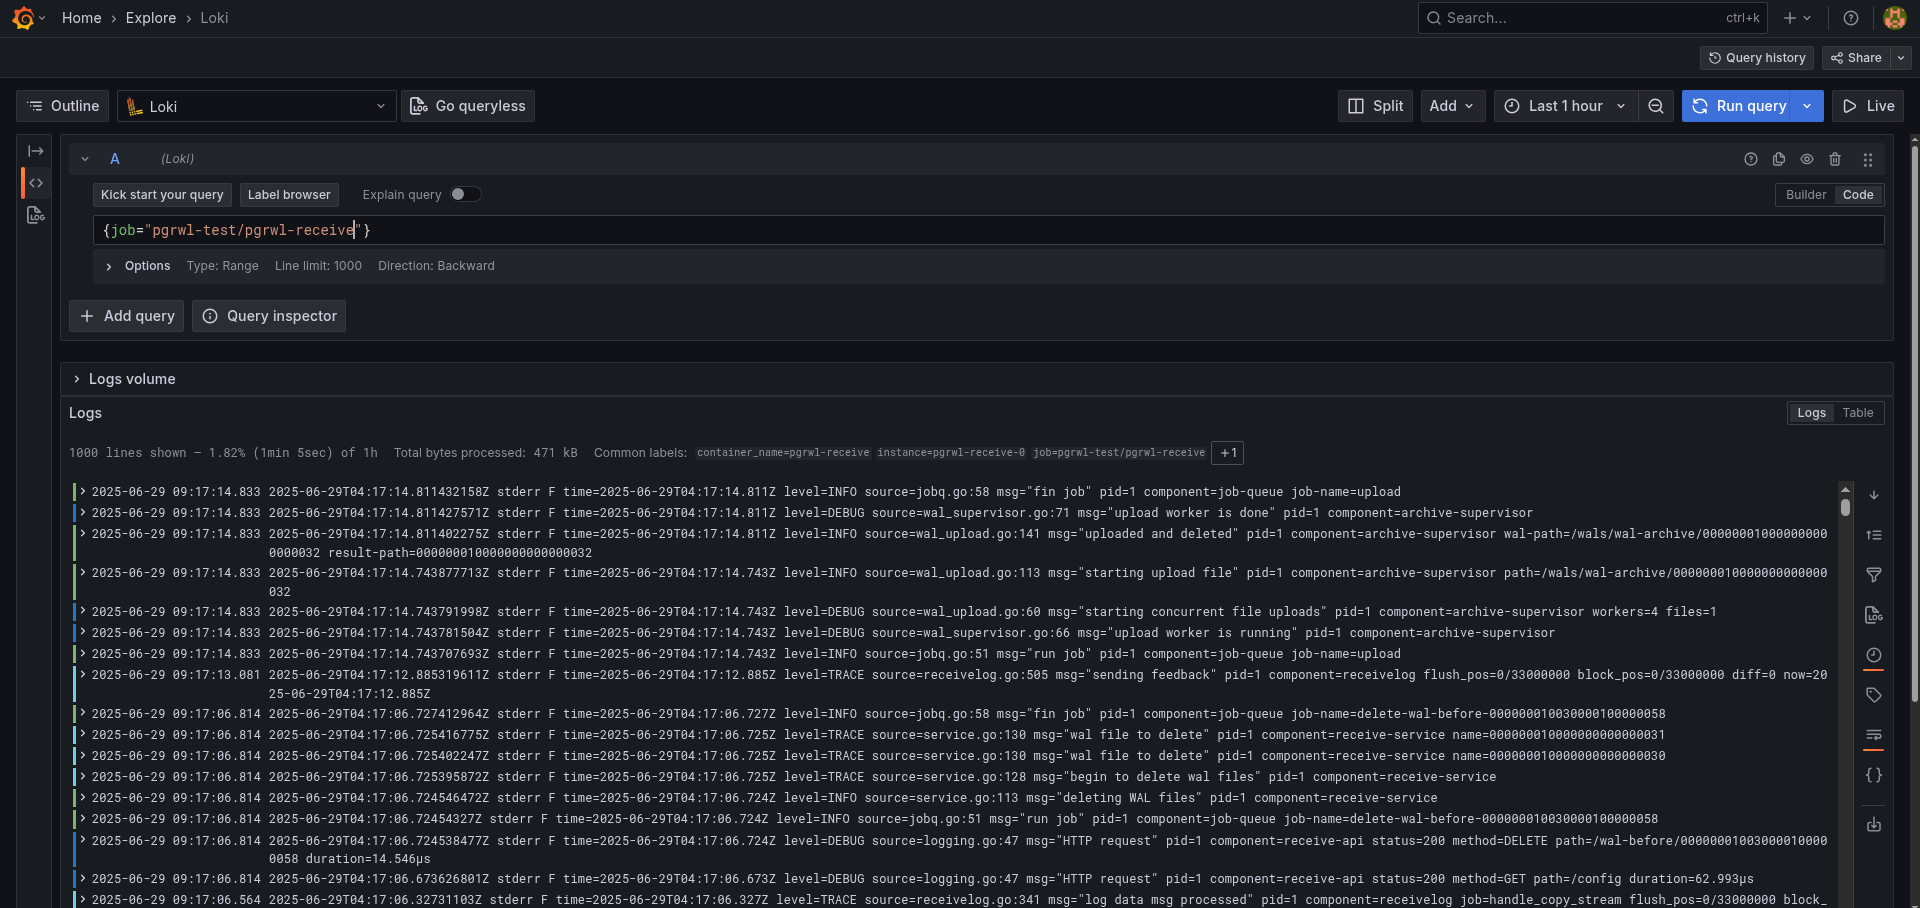 Home › Explore › Loki
Search... ctrl+k
Query history Share
Outline Loki Go queryless Split Add Last 1 hour Run query Live
A (Loki)
Kick start your query Label browser Explain query Builder Code
{job="pgrwl-test/pgrwl-receive"}
Options Type: Range Line limit: 1000 Direction: Backward
Add query Query inspector
Logs volume
Logs Logs Table
1000 lines shown — 1.82% (1min 5sec) of 1h Total bytes processed: 471 kB Common labels: container_name=pgrwl-receive instance=pgrwl-receive-0 job=pgrwl-test/pgrwl-receive +1
2025-06-29 09:17:14.833 2025-06-29T04:17:14.811432158Z stderr F time=2025-06-29T04:17:14.811Z level=INFO source=jobq.go:58 msg="fin job" pid=1 component=job-queue job-name=upload
2025-06-29 09:17:14.833 2025-06-29T04:17:14.811427571Z stderr F time=2025-06-29T04:17:14.811Z level=DEBUG source=wal_supervisor.go:71 msg="upload worker is done" pid=1 component=archive-supervisor
2025-06-29 09:17:14.833 2025-06-29T04:17:14.811402275Z stderr F time=2025-06-29T04:17:14.811Z level=INFO source=wal_upload.go:141 msg="uploaded and deleted" pid=1 component=archive-supervisor wal-path=/wals/wal-archive/00000001000000000
0000032 result-path=000000010000000000000032
2025-06-29 09:17:14.833 2025-06-29T04:17:14.743877713Z stderr F time=2025-06-29T04:17:14.743Z level=INFO source=wal_upload.go:113 msg="starting upload file" pid=1 component=archive-supervisor path=/wals/wal-archive/000000010000000000000
032
2025-06-29 09:17:14.833 2025-06-29T04:17:14.743791998Z stderr F time=2025-06-29T04:17:14.743Z level=DEBUG source=wal_upload.go:60 msg="starting concurrent file uploads" pid=1 component=archive-supervisor workers=4 files=1
2025-06-29 09:17:14.833 2025-06-29T04:17:14.743781504Z stderr F time=2025-06-29T04:17:14.743Z level=DEBUG source=wal_supervisor.go:66 msg="upload worker is running" pid=1 component=archive-supervisor
2025-06-29 09:17:14.833 2025-06-29T04:17:14.743707693Z stderr F time=2025-06-29T04:17:14.743Z level=INFO source=jobq.go:51 msg="run job" pid=1 component=job-queue job-name=upload
2025-06-29 09:17:13.081 2025-06-29T04:17:12.885319611Z stderr F time=2025-06-29T04:17:12.885Z level=TRACE source=receivelog.go:505 msg="sending feedback" pid=1 component=receivelog flush_pos=0/33000000 block_pos=0/33000000 diff=0 now=20
25-06-29T04:17:12.885Z
2025-06-29 09:17:06.814 2025-06-29T04:17:06.727412964Z stderr F time=2025-06-29T04:17:06.727Z level=INFO source=jobq.go:58 msg="fin job" pid=1 component=job-queue job-name=delete-wal-before-000000010030000100000058
2025-06-29 09:17:06.814 2025-06-29T04:17:06.725416775Z stderr F time=2025-06-29T04:17:06.725Z level=TRACE source=service.go:130 msg="wal file to delete" pid=1 component=receive-service name=000000010000000000000031
2025-06-29 09:17:06.814 2025-06-29T04:17:06.725402247Z stderr F time=2025-06-29T04:17:06.725Z level=TRACE source=service.go:130 msg="wal file to delete" pid=1 component=receive-service name=000000010000000000000030
2025-06-29 09:17:06.814 2025-06-29T04:17:06.725395872Z stderr F time=2025-06-29T04:17:06.725Z level=TRACE source=service.go:128 msg="begin to delete wal files" pid=1 component=receive-service
2025-06-29 09:17:06.814 2025-06-29T04:17:06.724546472Z stderr F time=2025-06-29T04:17:06.724Z level=INFO source=service.go:113 msg="deleting WAL files" pid=1 component=receive-service
2025-06-29 09:17:06.814 2025-06-29T04:17:06.72454327Z stderr F time=2025-06-29T04:17:06.724Z level=INFO source=jobq.go:51 msg="run job" pid=1 component=job-queue job-name=delete-wal-before-000000010030000100000058
2025-06-29 09:17:06.814 2025-06-29T04:17:06.724538477Z stderr F time=2025-06-29T04:17:06.724Z level=DEBUG source=logging.go:47 msg="HTTP request" pid=1 component=receive-api status=200 method=DELETE path=/wal-before/00000001003000010000
0058 duration=14.546µs
2025-06-29 09:17:06.814 2025-06-29T04:17:06.673626801Z stderr F time=2025-06-29T04:17:06.673Z level=DEBUG source=logging.go:47 msg="HTTP request" pid=1 component=receive-api status=200 method=GET path=/config duration=62.993µs
2025-06-29 09:17:06.564 2025-06-29T04:17:06.32731103Z stderr F time=2025-06-29T04:17:06.327Z level=TRACE source=receivelog.go:341 msg="log data msg processed" pid=1 component=receivelog job=handle_copy_stream flush_pos=0/33000000 block_